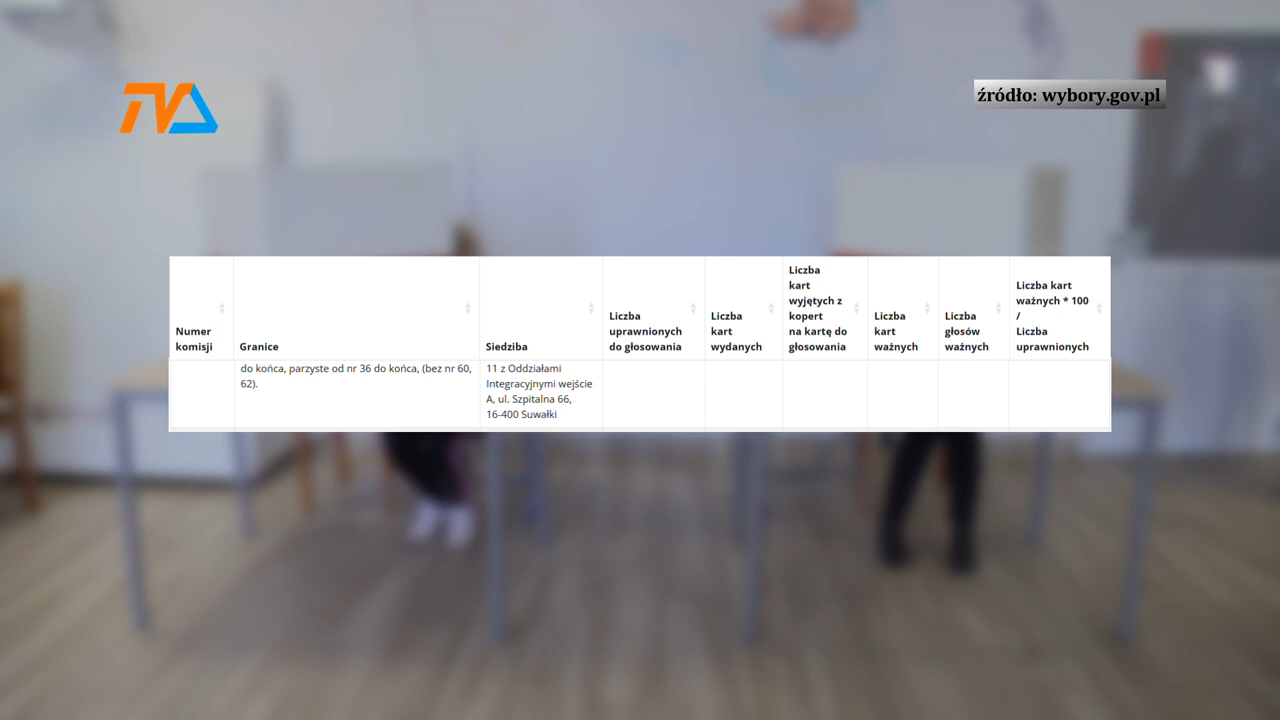 TVA
źródło: wybory.gov.pl
Numer
komisji
Granice
Siedziba
Liczba
uprawnionych
do głosowania
Liczba
kart
wydanych
Liczba
kart
wyjętych z
kopert
na kartę do
głosowania
Liczba
kart
ważnych
Liczba
głosów
ważnych
Liczba kart
ważnych * 100
/
Liczba
uprawnionych
do końca, parzyste od nr 36 do końca, (bez nr 60,
62).
11 z Oddziałami
Integracyjnymi wejście
A, ul. Szpitalna 66,
16-400 Suwałki